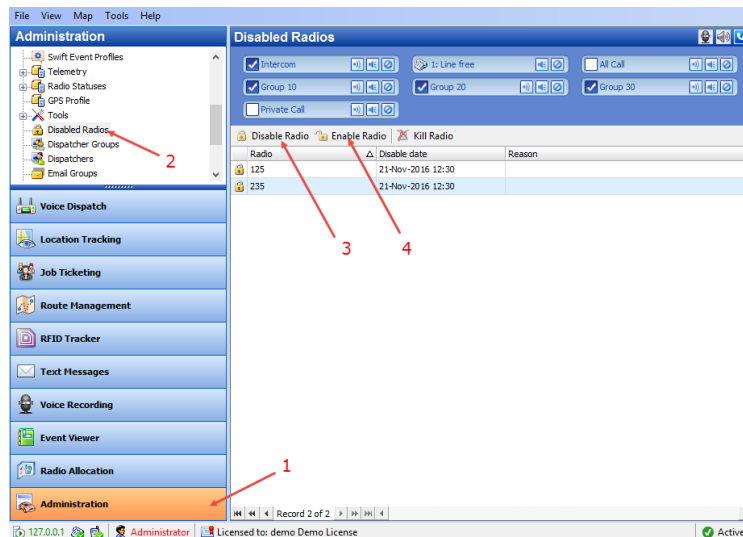 File View Map Tools Help
Administration
Swift Event Profiles
Telemetry
Radio Statuses
GPS Profile
Tools
Disabled Radios
Dispatcher Groups
Dispatchers
Email Groups
2
Voice Dispatch
Location Tracking
Job Ticketing
Route Management
RFID Tracker
Text Messages
Voice Recording
Event Viewer
Radio Allocation
Administration
1
Disabled Radios
Intercom 1: Line free All Call
Group 10 Group 20 Group 30
Private Call
Disable Radio Enable Radio Kill Radio
Radio Disable date Reason
125 21-Nov-2016 12:30
235 21-Nov-2016 12:30
3 4
Record 2 of 2
127.0.0.1 Administrator Licensed to: demo Demo License Active